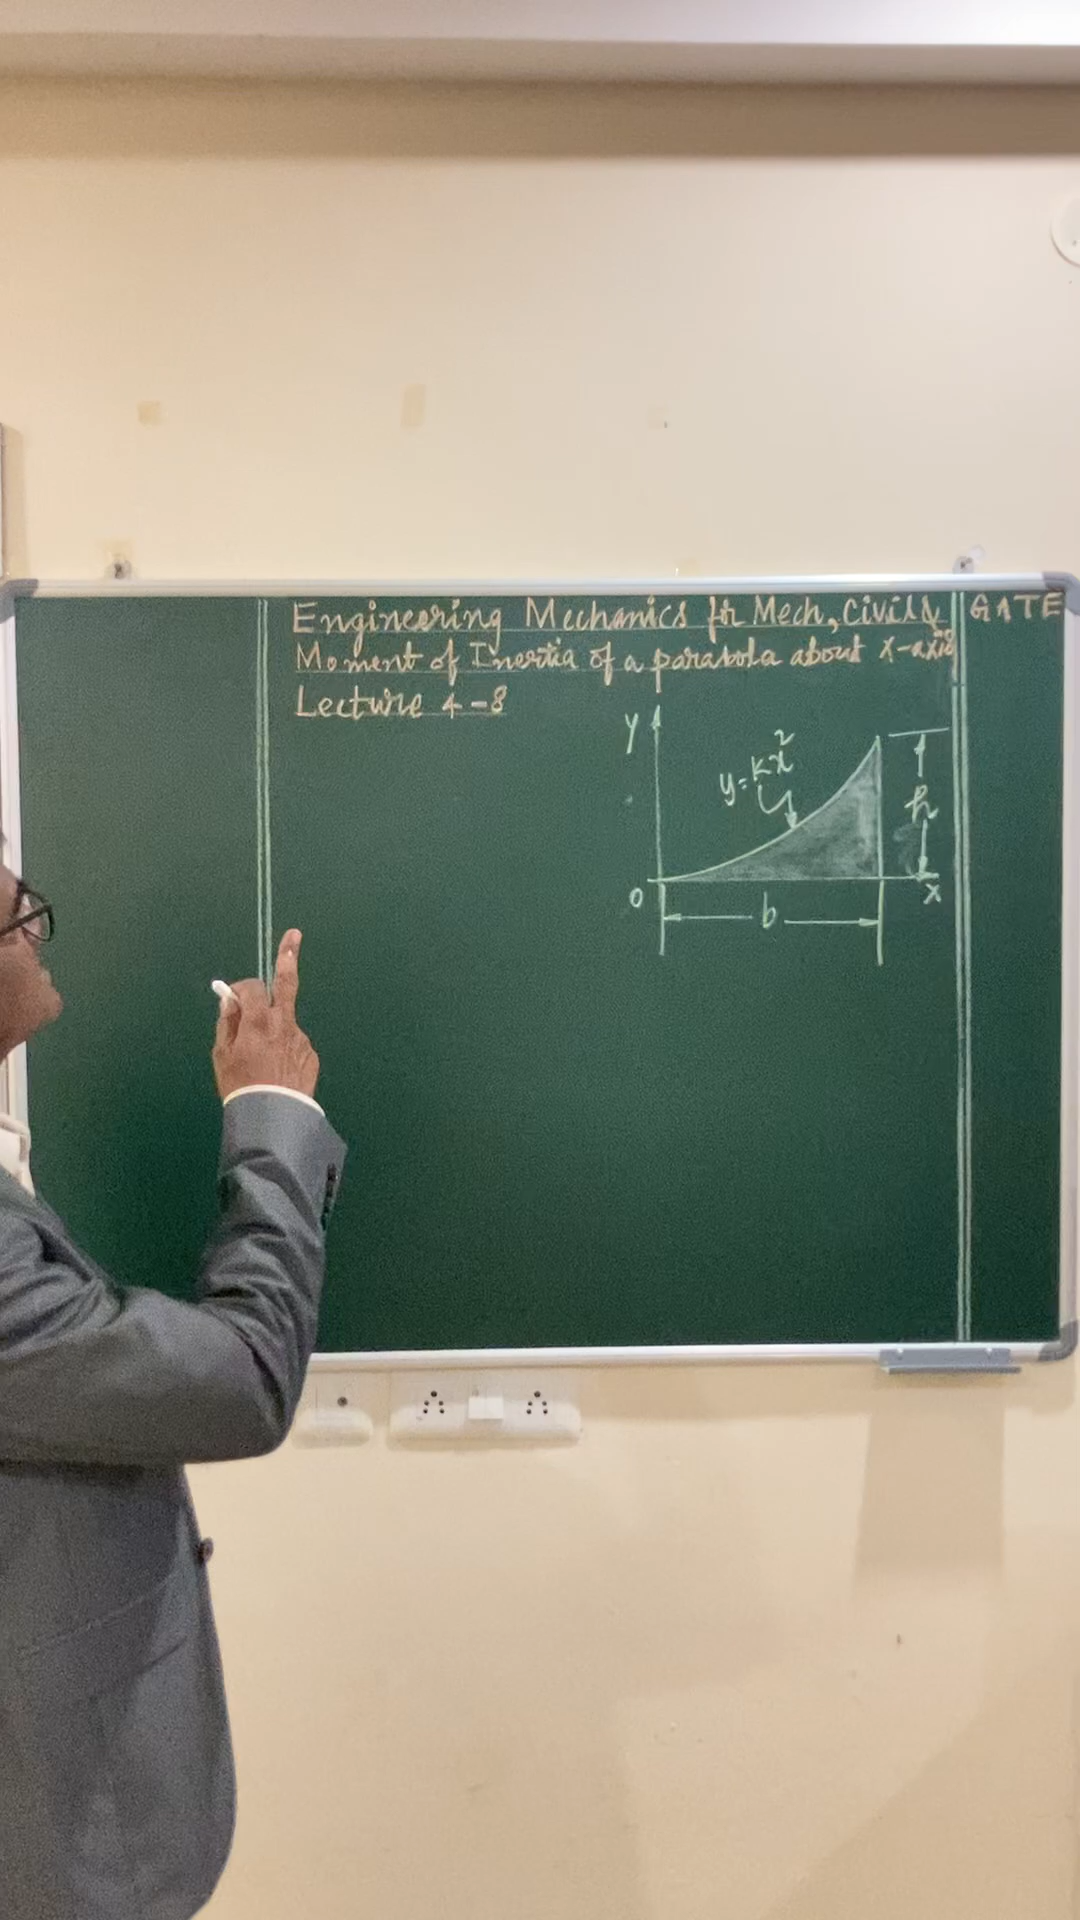 Engineering Mechanics for Mech, Civil & GATE
Moment of Inertia of a parabola about x-axis
Lecture 4-8
y
y=kx²
h
o
x
b